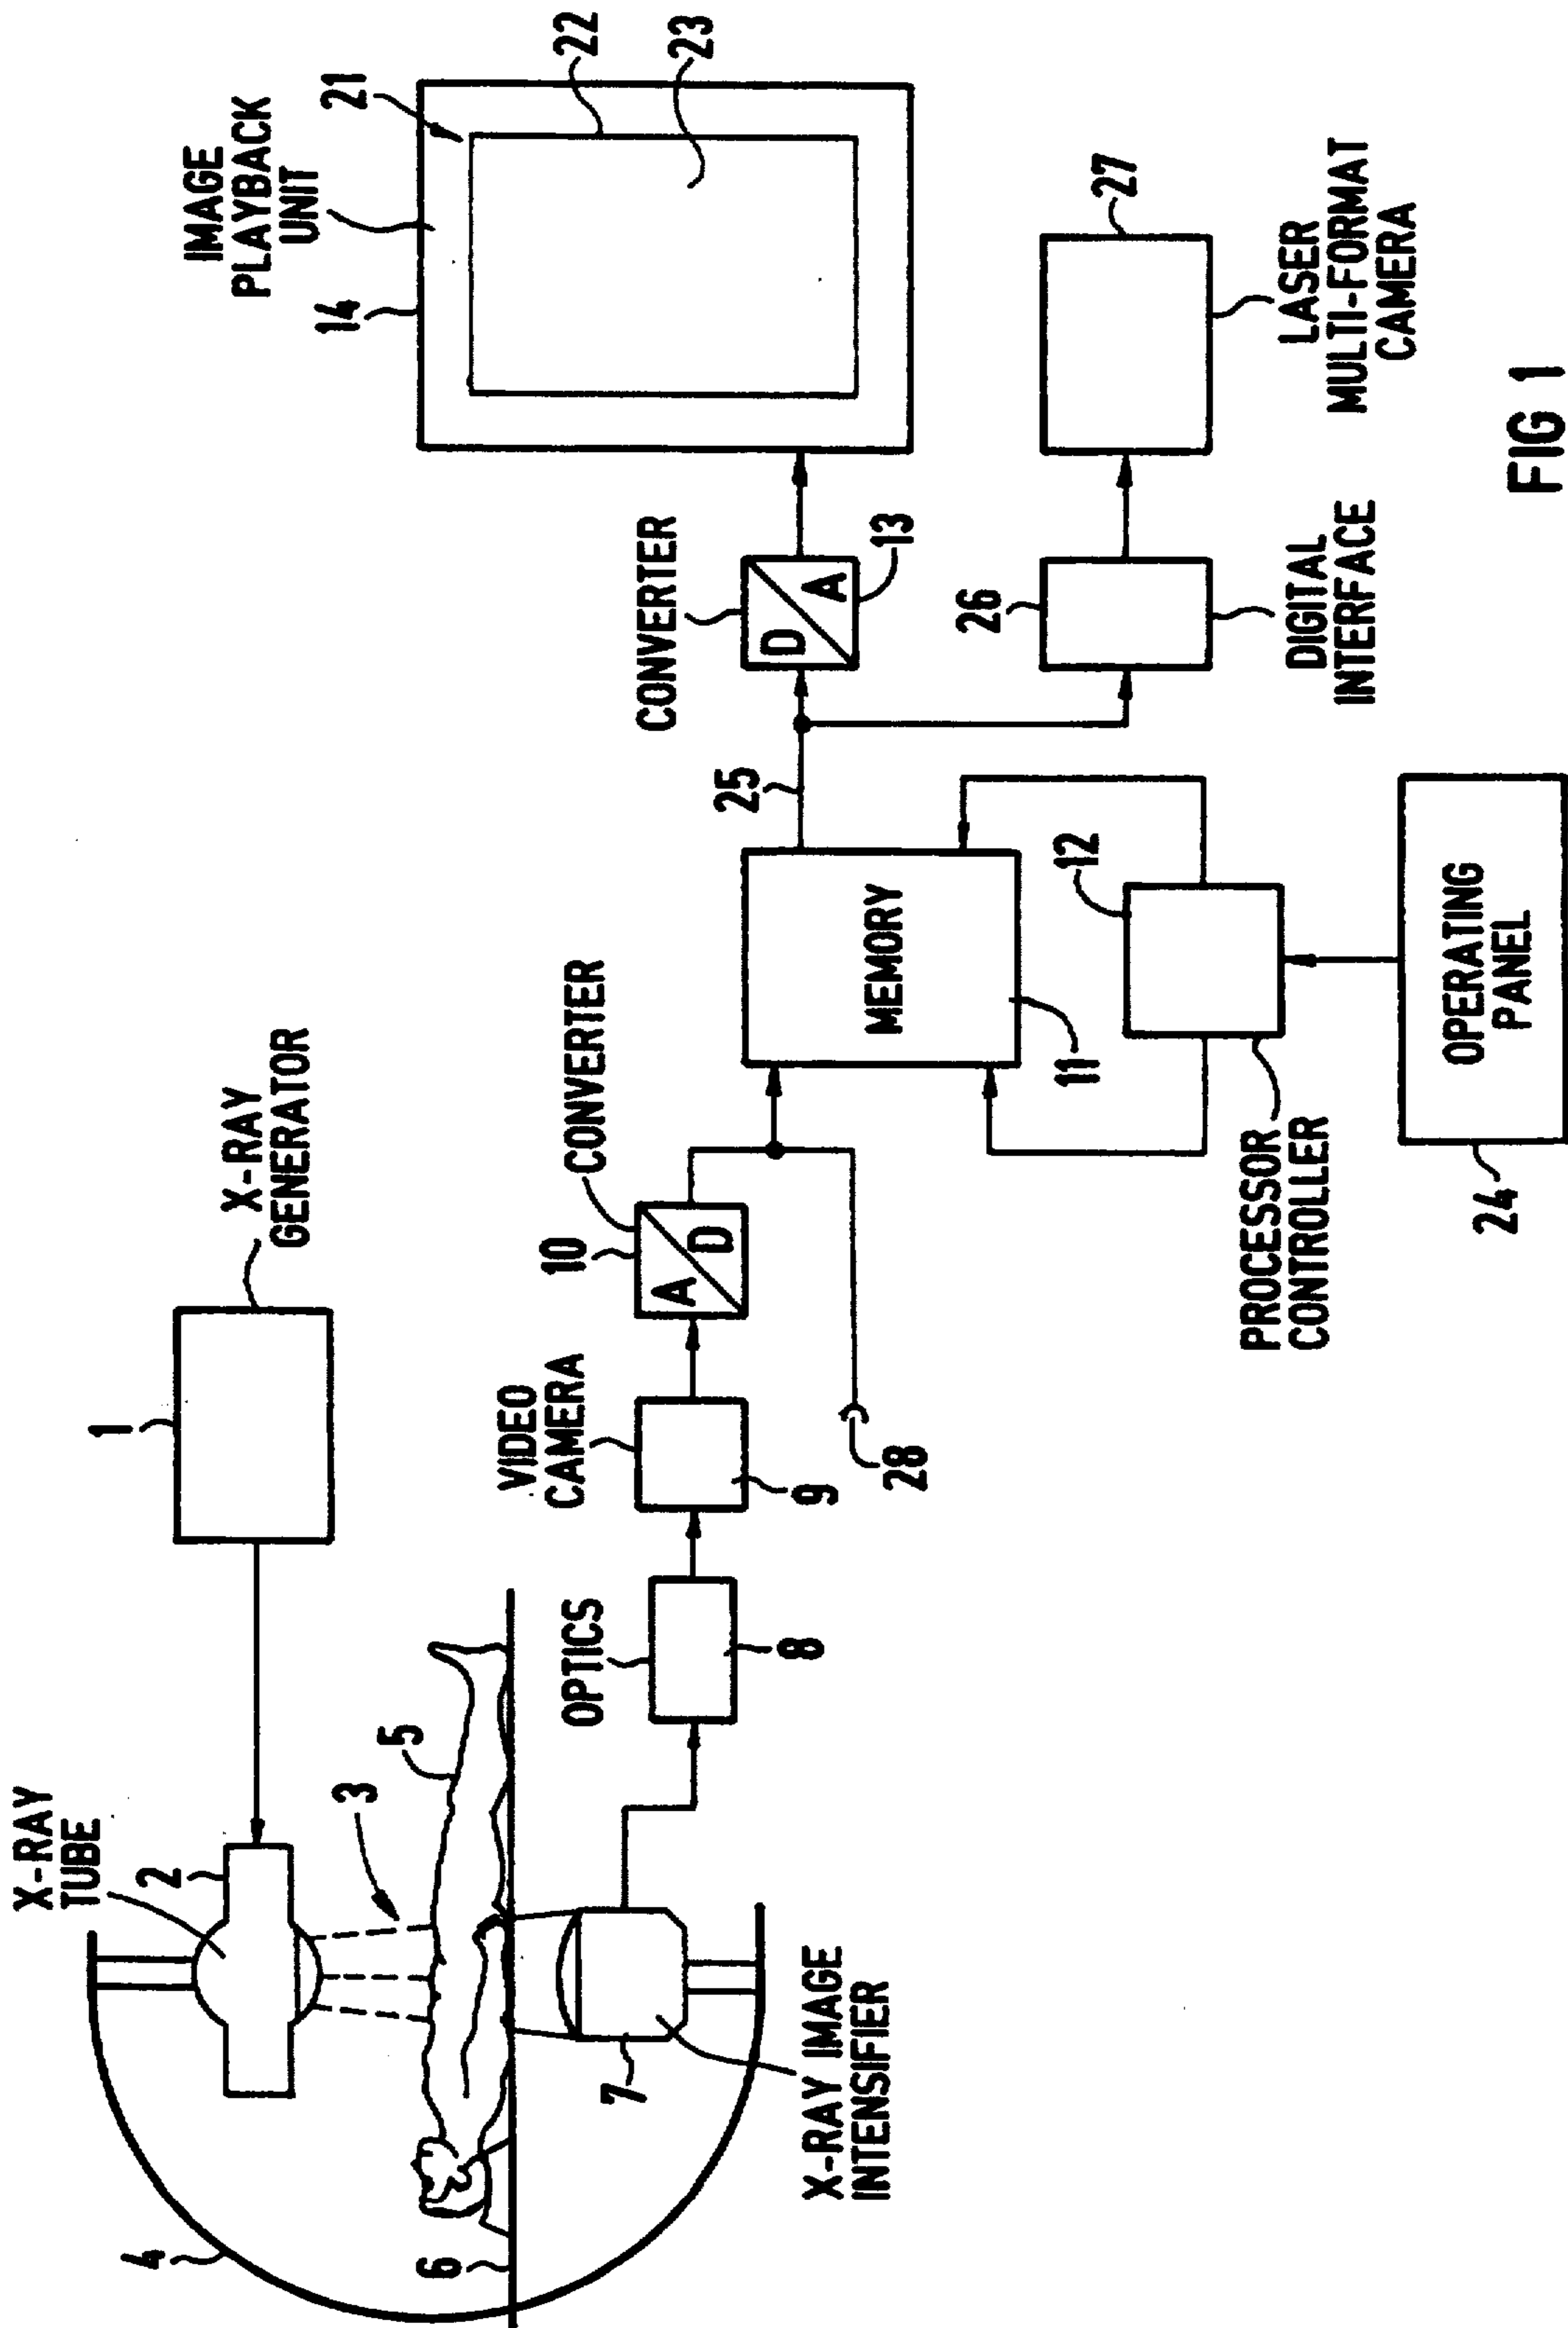 X-RAY
TUBE
2
1
X-RAY
GENERATOR
IMAGE
PLAYBACK
UNIT
14
21
22
23
4
3
5
6
7
X-RAY IMAGE
INTENSIFIER
OPTICS
8
VIDEO
CAMERA
9
10
CONVERTER
A
D
28
MEMORY
11
25
CONVERTER
D
A
13
26
DIGITAL
INTERFACE
27
LASER
MULTI-FORMAT
CAMERA
12
PROCESSOR
CONTROLLER
OPERATING
PANEL
24
FIG 1